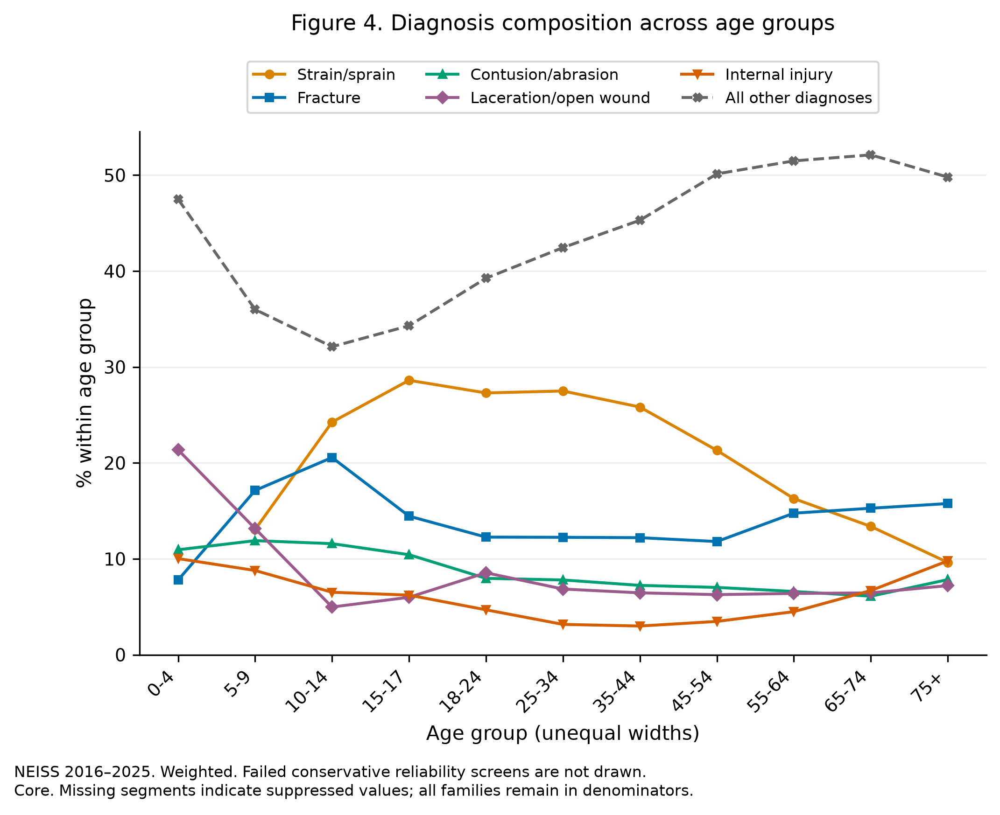 Figure 4. Diagnosis composition across age groups
Strain/sprain
Fracture
Contusion/abrasion
Laceration/open wound
Internal injury
All other diagnoses
% within age group
50
40
30
20
10
0
0-4
5-9
10-14
15-17
18-24
25-34
35-44
45-54
55-64
65-74
75+
Age group (unequal widths)
NEISS 2016–2025. Weighted. Failed conservative reliability screens are not drawn.
Core. Missing segments indicate suppressed values; all families remain in denominators.